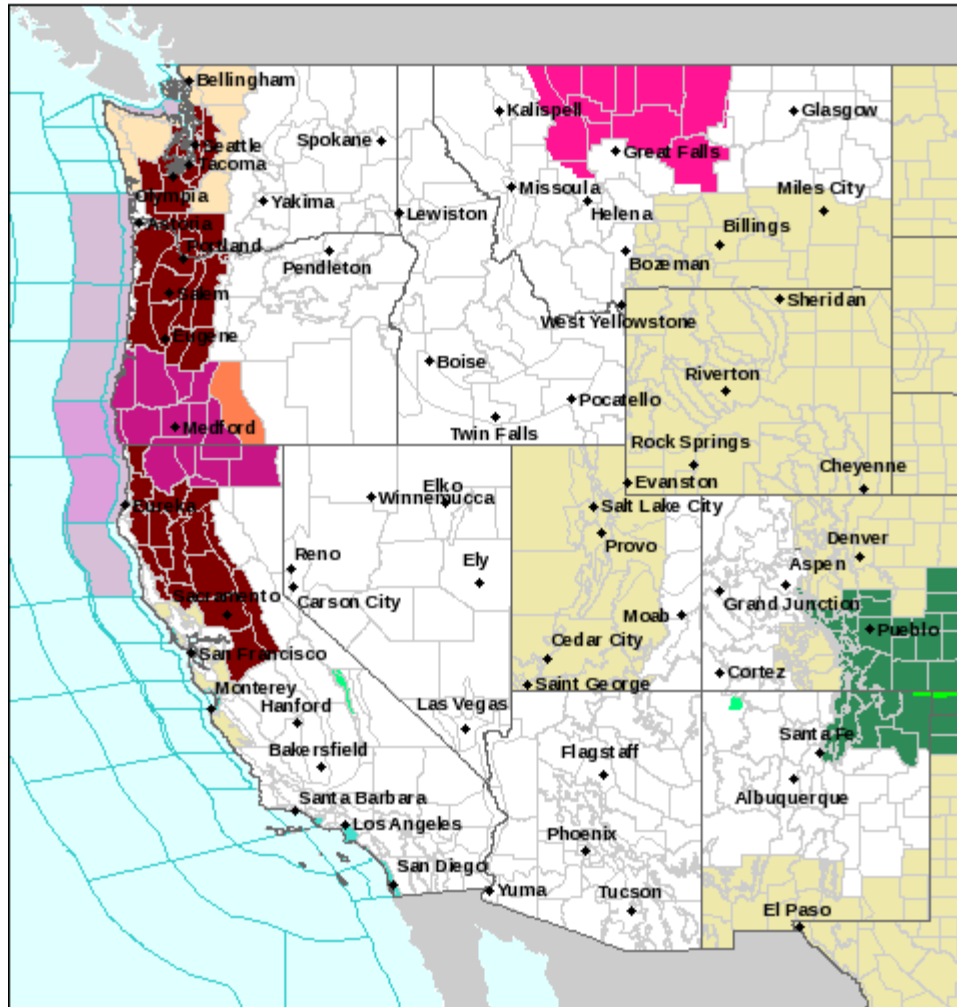 Bellingham
Kalispell
Glasgow
Seattle
Spokane
Great Falls
Tacoma
Missoula
Miles City
Olympia
Yakima
Helena
Lewiston
Astoria
Billings
Portland
Pendleton
Bozeman
Salem
Sheridan
West Yellowstone
Eugene
Boise
Riverton
Pocatello
Medford
Twin Falls
Rock Springs
Cheyenne
Elko
Evanston
Winnemucca
Eureka
Salt Lake City
Provo
Denver
Reno
Ely
Aspen
Carson City
Grand Junction
Sacramento
Moab
Pueblo
Cedar City
San Francisco
Cortez
Saint George
Monterey
Hanford
Las Vegas
Santa Fe
Bakersfield
Flagstaff
Albuquerque
Santa Barbara
Los Angeles
Phoenix
San Diego
Yuma
Tucson
El Paso